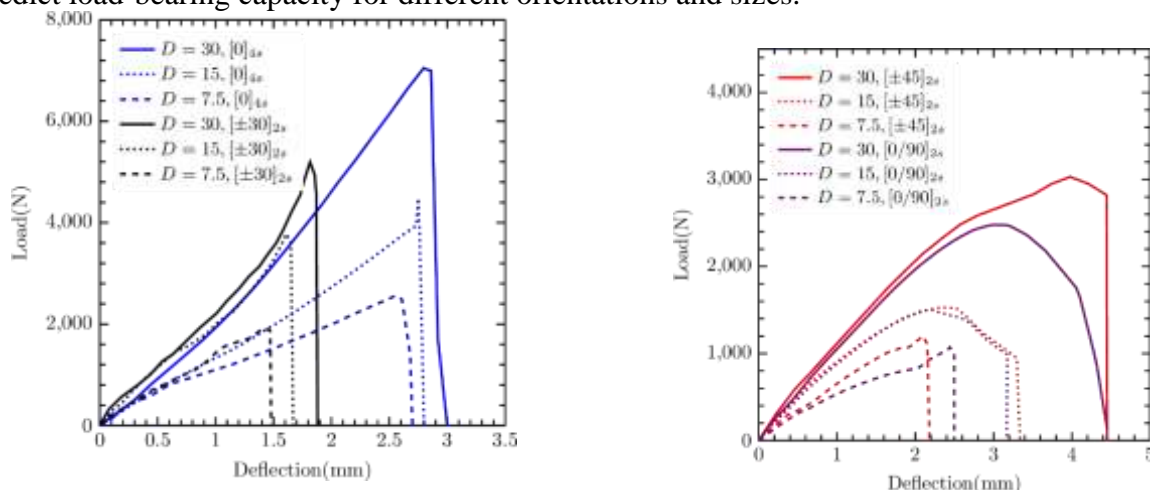 edict load-bearing capacity for different orientations and sizes.
8,000
6,000
4,000
2,000
0
Load(N)
D = 30, [0]4s
D = 15, [0]4s
D = 7.5, [0]4s
D = 30, [±30]2s
D = 15, [±30]2s
D = 7.5, [±30]2s
0 0.5 1 1.5 2 2.5 3 3.5
Deflection(mm)
4,000
3,000
2,000
1,000
0
Load(N)
D = 30, [±45]2s
D = 15, [±45]2s
D = 7.5, [±45]2s
D = 30, [0/90]2s
D = 15, [0/90]2s
D = 7.5, [0/90]2s
0 1 2 3 4 5
Deflection(mm)